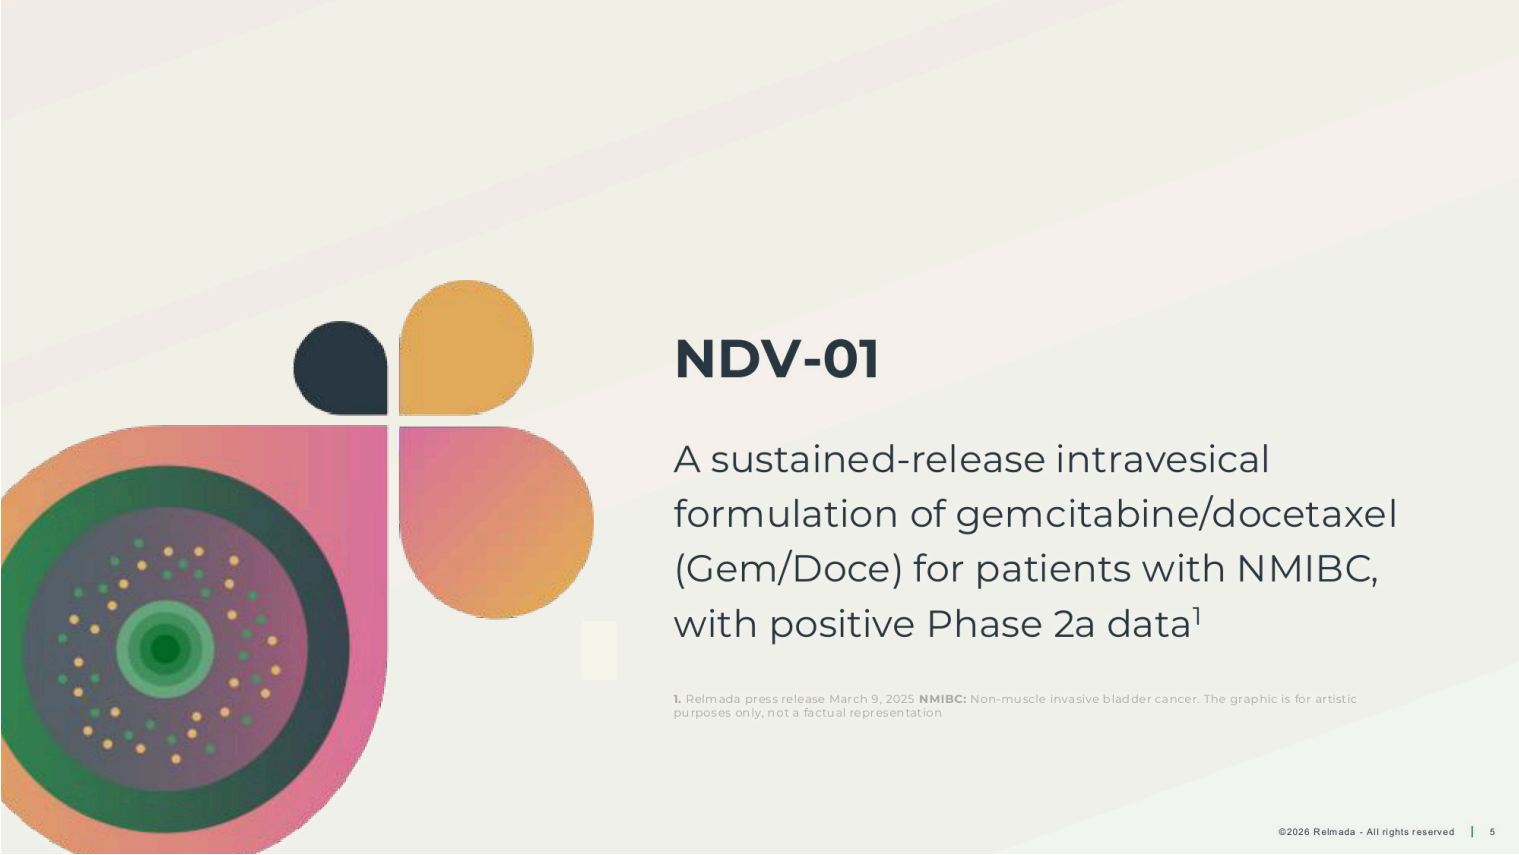 NDV-01
A sustained-release intravesical
formulation of gemcitabine/docetaxel
(Gem/Doce) for patients with NMIBC,
with positive Phase 2a data¹
1. Relmada press release March 9, 2025 NMIBC: Non-muscle invasive bladder cancer. The graphic is for artistic
purposes only, not a factual representation
©2026 Relmada - All rights reserved | 5